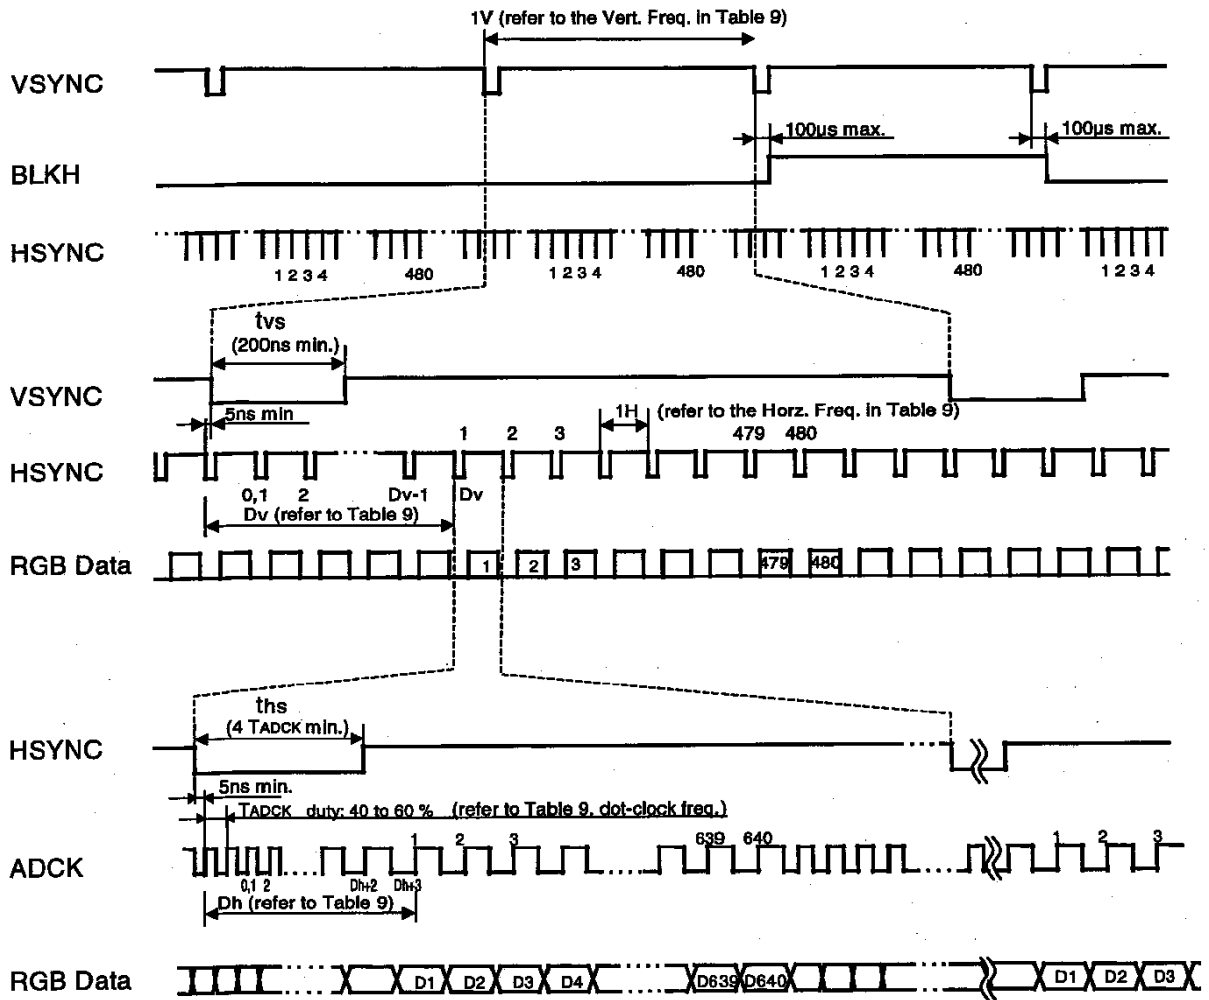 1V (refer to the Vert. Freq. in Table 9)
VSYNC
100µs max. 100µs max.
BLKH
HSYNC
1 2 3 4 480 1 2 3 4 480 1 2 3 4 480 1 2 3 4
tvs
(200ns min.)
VSYNC
5ns min 1H (refer to the Horz. Freq. in Table 9)
1 2 3 479 480
HSYNC
0,1 2 Dv-1 Dv
Dv (refer to Table 9)
RGB Data 1 2 3 479 480
ths
(4 TADCK min.)
HSYNC
5ns min.
TADCK duty: 40 to 60 % (refer to Table 9. dot-clock freq.)
1 2 3 639 640 1 2 3
ADCK
0,1 2 Dh+2 Dh+3
Dh (refer to Table 9)
RGB Data D1 D2 D3 D4 D639 D640 D1 D2 D3